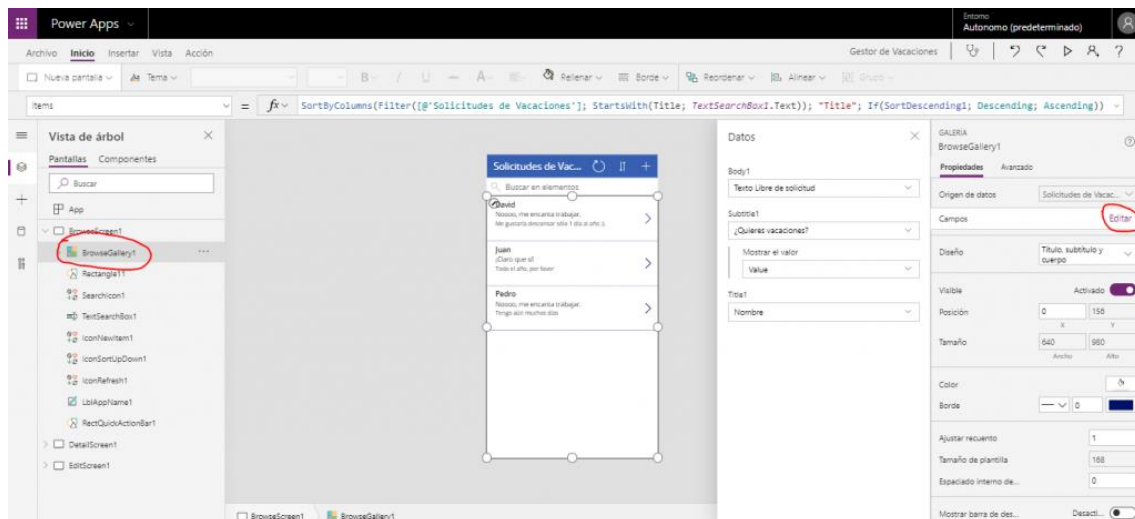 Power Apps
Entorno
Autonomo (predeterminado)
Archivo Inicio Insertar Vista Acción
Gestor de Vacaciones
Nueva pantalla
Tema
B / U A
Rellenar
Borde
Reordenar
Alinear
Grupo
Items
= fx SortByColumns(Filter([@'Solicitudes de Vacaciones']; StartsWith(Title; TextSearchBox1.Text)); "Title"; If(SortDescending1; Descending; Ascending))
Vista de árbol
Pantallas Componentes
Buscar
App
BrowseScreen1
BrowseGallery1
Rectangle11
SearchIcon1
TextSearchBox1
IconNewItem1
IconSortUpDown1
IconRefresh1
LblAppName1
RectQuickActionBar1
DetailScreen1
EditScreen1
Solicitudes de Vac...
Buscar en elementos
David
Nooooo, me encanta trabajar.
Me gustaría descansar sólo 1 día al año :).
Juan
¡Claro que sí!
Todo el año, por favor
Pedro
Nooooo, me encanta trabajar.
Tengo aún muchos días
BrowseScreen1 BrowseGallery1
Datos
Body1
Texto Libre de solicitud
Subtitle1
¿Quieres vacaciones?
Mostrar el valor
Value
Title1
Nombre
GALERÍA
BrowseGallery1
Propiedades Avanzado
Origen de datos Solicitudes de Vacac...
Campos Editar
Diseño Título, subtítulo y
cuerpo
Visible Activado
Posición 0 156
X Y
Tamaño 640 980
Ancho Alto
Color
Borde 0
Ajustar recuento 1
Tamaño de plantilla 168
Espaciado interno de... 0
Mostrar barra de des... Desacti...